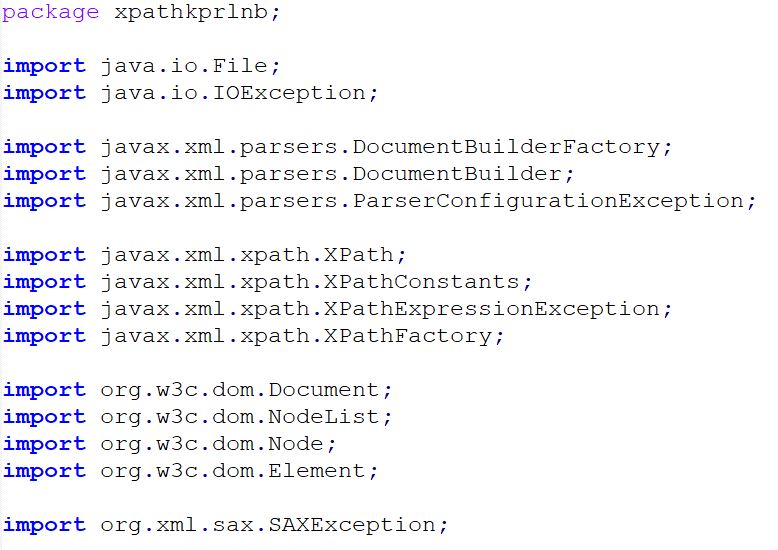 package xpathkprlnb;
import java.io.File;
import java.io.IOException;
import javax.xml.parsers.DocumentBuilderFactory;
import javax.xml.parsers.DocumentBuilder;
import javax.xml.parsers.ParserConfigurationException;
import javax.xml.xpath.XPath;
import javax.xml.xpath.XPathConstants;
import javax.xml.xpath.XPathExpressionException;
import javax.xml.xpath.XPathFactory;
import org.w3c.dom.Document;
import org.w3c.dom.NodeList;
import org.w3c.dom.Node;
import org.w3c.dom.Element;
import org.xml.sax.SAXException;